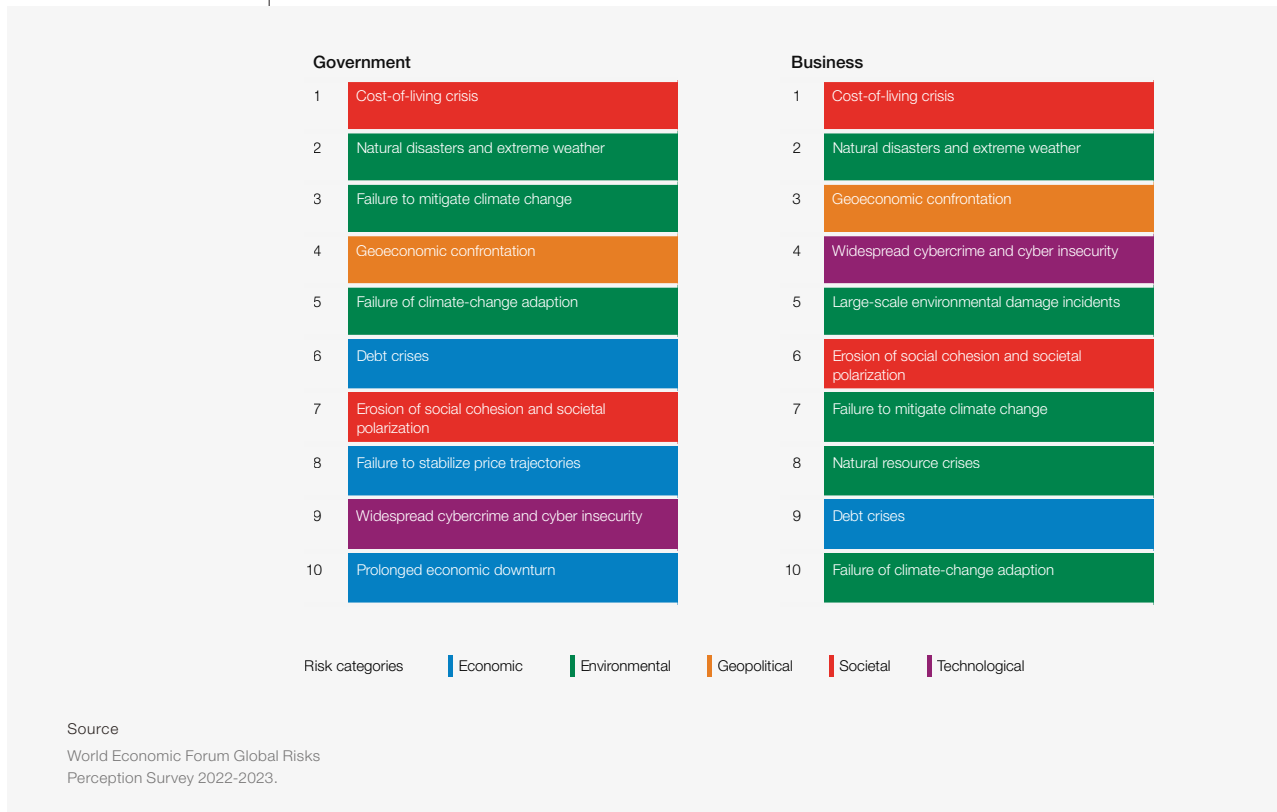 Government
1
Cost-of-living crisis
2
Natural disasters and extreme weather
3
Failure to mitigate climate change
4
Geoeconomic confrontation
5
Failure of climate-change adaption
6
Debt crises
7
Erosion of social cohesion and societal
polarization
8
Failure to stabilize price trajectories
9
Widespread cybercrime and cyber insecurity
10
Prolonged economic downturn
Business
1
Cost-of-living crisis
2
Natural disasters and extreme weather
3
Geoeconomic confrontation
4
Widespread cybercrime and cyber insecurity
5
Large-scale environmental damage incidents
6
Erosion of social cohesion and societal
polarization
7
Failure to mitigate climate change
8
Natural resource crises
9
Debt crises
10
Failure of climate-change adaption
Risk categories
Economic
Environmental
Geopolitical
Societal
Technological
Source
World Economic Forum Global Risks
Perception Survey 2022-2023.